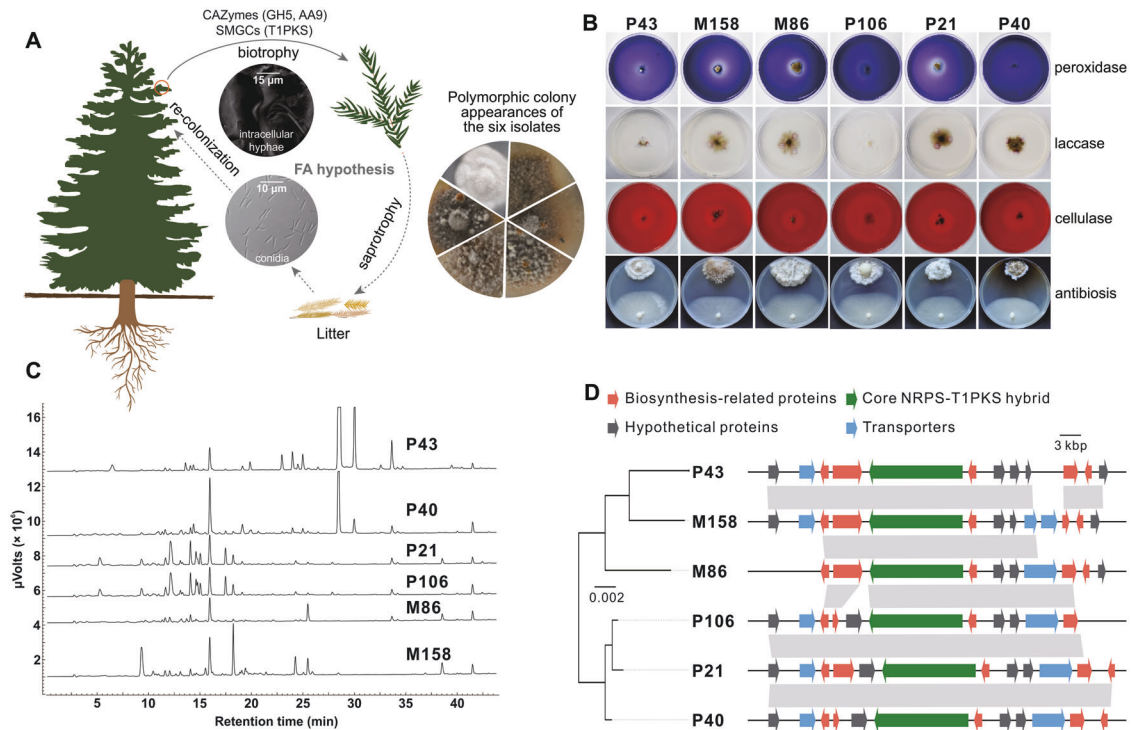 A
CAZymes (GH5, AA9)
SMGCs (T1PKS)
biotrophy
15 µm
intracellular
hyphae
re-colonization
FA hypothesis
10 µm
conidia
saprotrophy
Litter
Polymorphic colony
appearances of
the six isolates
B
P43 M158 M86 P106 P21 P40
peroxidase
laccase
cellulase
antibiosis
C
16
14
12
10
8
6
4
2
µVolts (× 10⁶)
P43
P40
P21
P106
M86
M158
5 10 15 20 25 30 35 40
Retention time (min)
D
Biosynthesis-related proteins Core NRPS-T1PKS hybrid
Hypothetical proteins Transporters
3 kbp
P43
M158
M86
0.002
P106
P21
P40